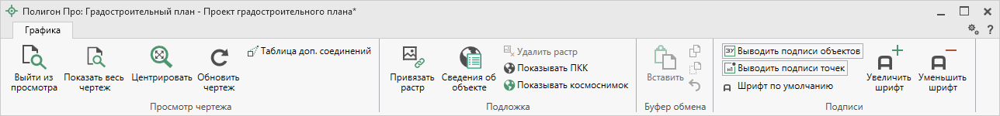 Полигон Про: Градостроительный план - Проект градостроительного плана*
Графика
?
Выйти из
просмотра
Показать весь
чертеж
Центрировать
Обновить
чертеж
Таблица доп. соединений
Просмотр чертежа
Привязать
растр
Сведения об
объекте
Удалить растр
Показывать ПКК
Показывать космоснимок
Подложка
Вставить
Буфер обмена
ЗУ Выводить подписи объектов
н1 Выводить подписи точек
Шрифт по умолчанию
Увеличить
шрифт
Уменьшить
шрифт
Подписи